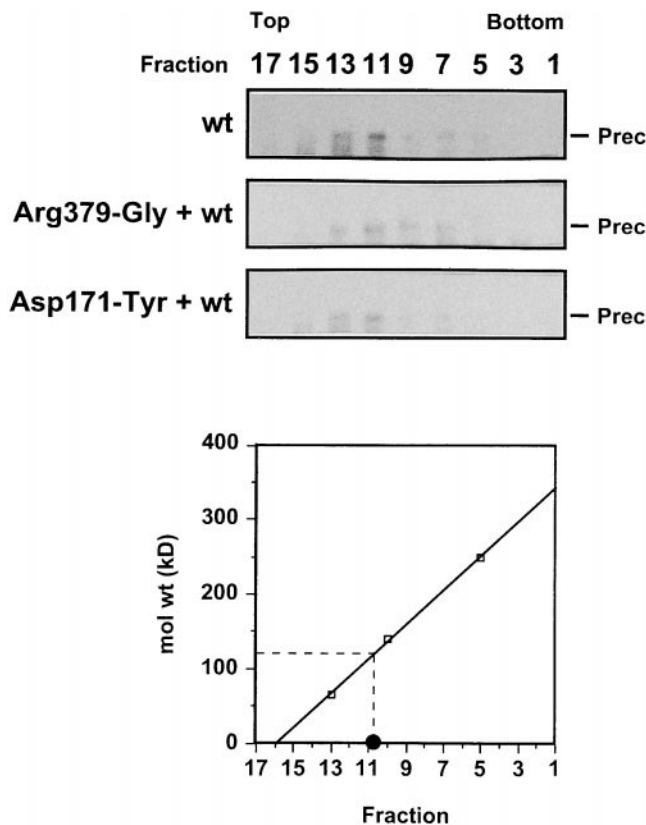 Top Bottom
Fraction 17 15 13 11 9 7 5 3 1
wt
Prec
Arg379-Gly + wt
Prec
Asp171-Tyr + wt
Prec
400
300
200
100
0
mol wt (kD)
17 15 13 11 9 7 5 3 1
Fraction